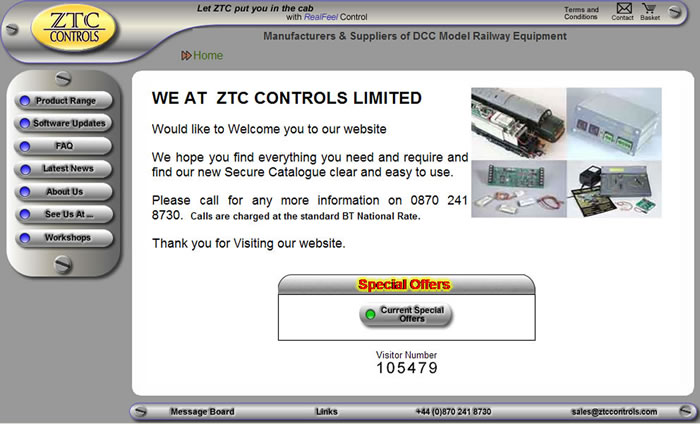 ZTC
CONTROLS
Let ZTC put you in the cab
with RealFeel Control
Terms and
Conditions
Contact
Basket
Manufacturers & Suppliers of DCC Model Railway Equipment
Home
Product Range
Software Updates
FAQ
Latest News
About Us
See Us At ...
Workshops
WE AT ZTC CONTROLS LIMITED
Would like to Welcome you to our website
We hope you find everything you need and require and
find our new Secure Catalogue clear and easy to use.
Please call for any more information on 0870 241
8730. Calls are charged at the standard BT National Rate.
Thank you for Visiting our website.
Special Offers
Current Special
Offers
Visitor Number
105479
Message Board
Links
+44 (0)870 241 8730
sales@ztccontrols.com